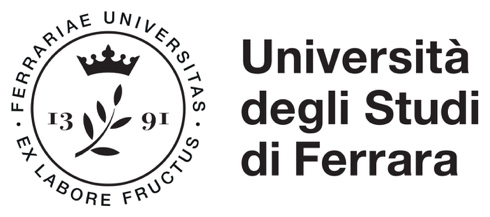 FERRARIAE UNIVERSITAS
13 91
EX LABORE FRUCTUS
Università
degli Studi
di Ferrara